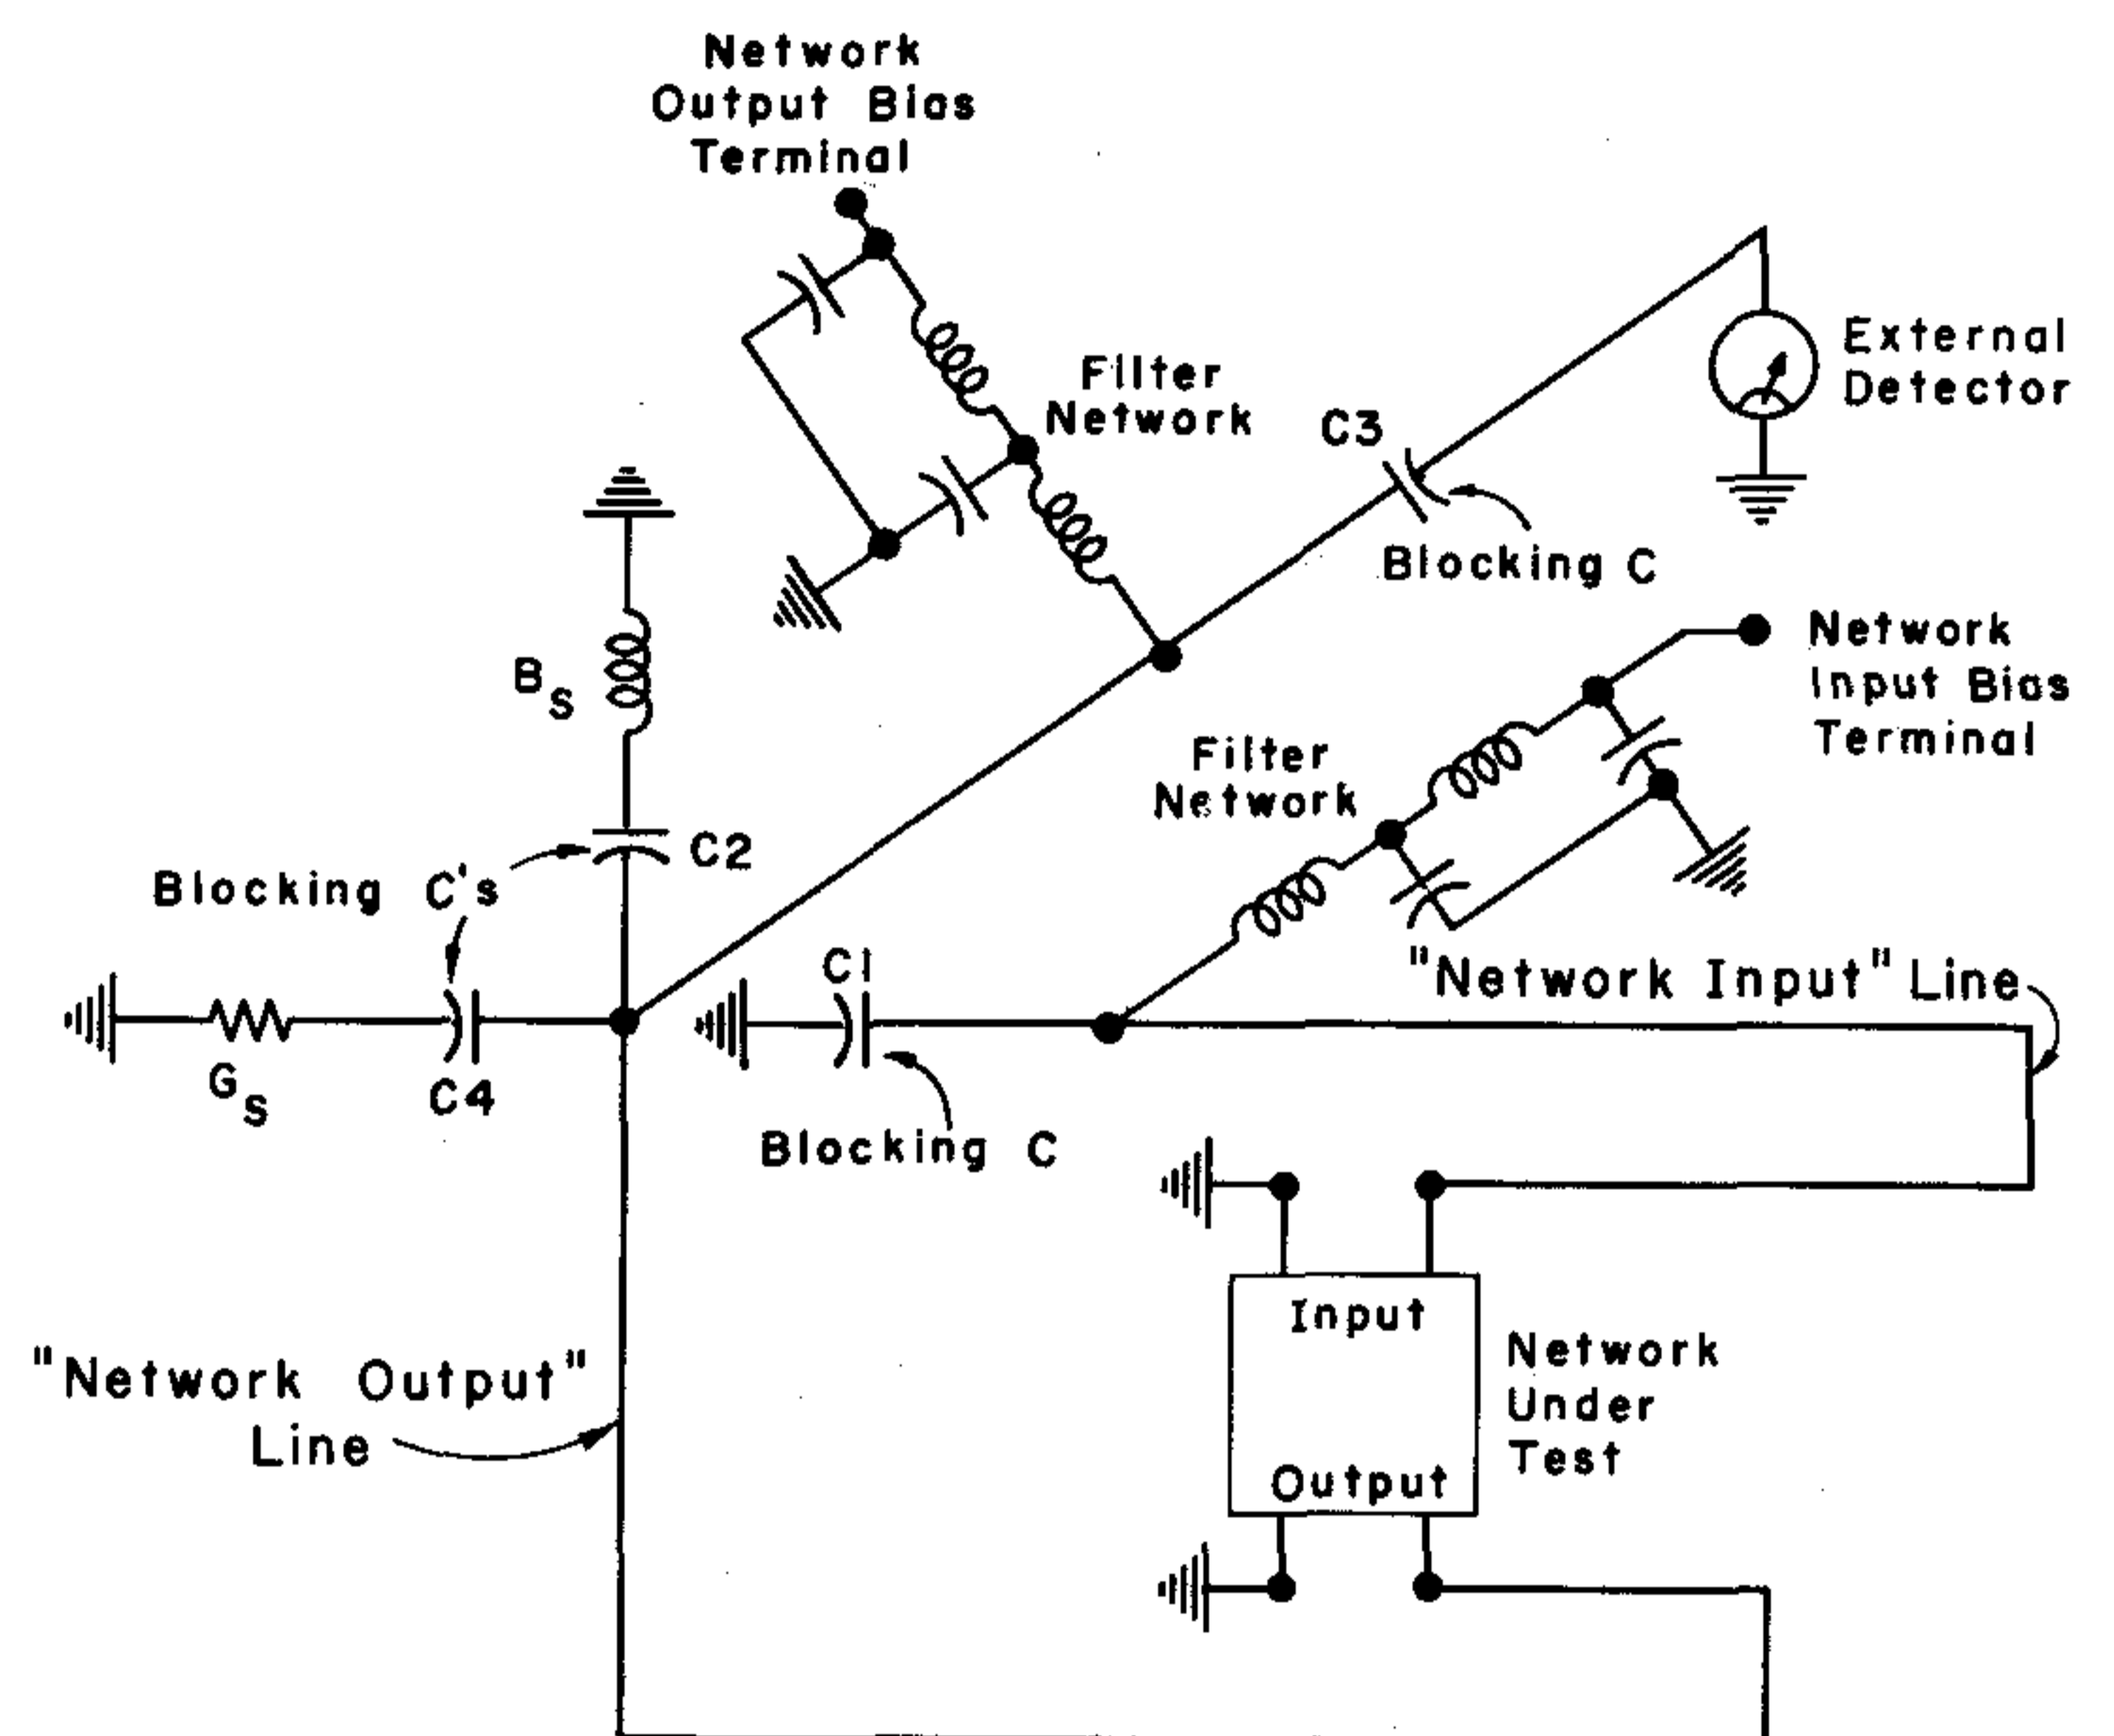 Network
Output Bias
Terminal
External
Detector
Filter
Network
C3
Blocking C
Network
Input Bias
Terminal
B S
Filter
Network
C2
Blocking C's
C1
"Network Input" Line
G S
C4
Blocking C
Input
Network
Under
Test
Output
"Network Output"
Line